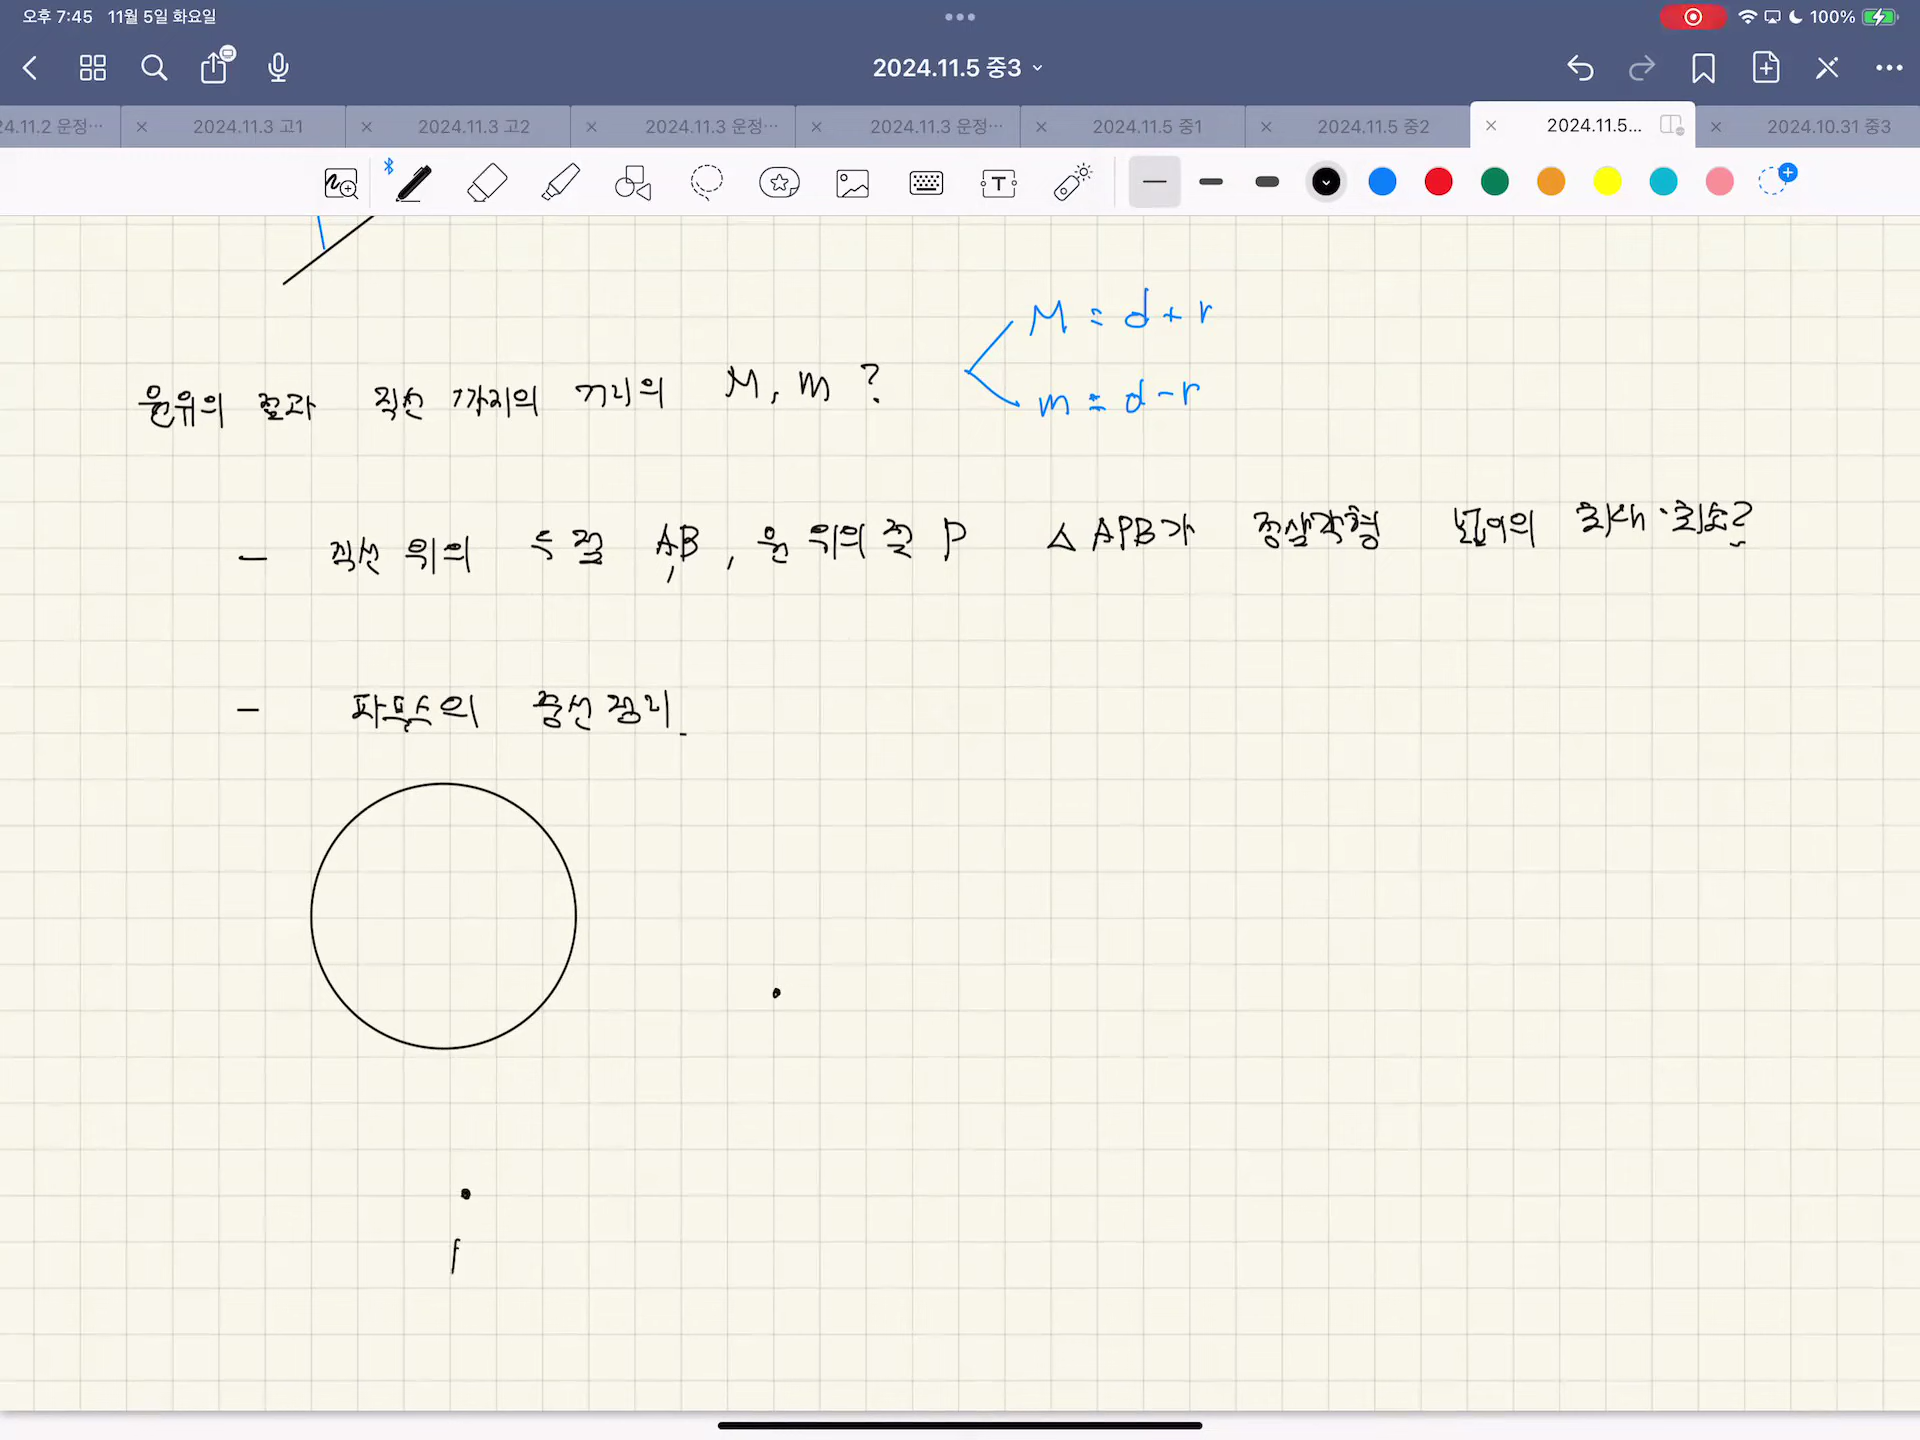 오후 7:45 11월 5일 화요일
100%
2024.11.5 중3
24.11.2 운정… 2024.11.3 고1 2024.11.3 고2 2024.11.3 운정… 2024.11.3 운정… 2024.11.5 중1 2024.11.5 중2 2024.11.5... 2024.10.31 중3
M = d + r
원위의 점과 직선 까지의 거리의 M, m ?
m = d - r
- 직선 위의 두 점 A,B , 원 위의 점 P △APB가 정삼각형 넓이의 최대·최소?
- 파푸스의 중선정리.